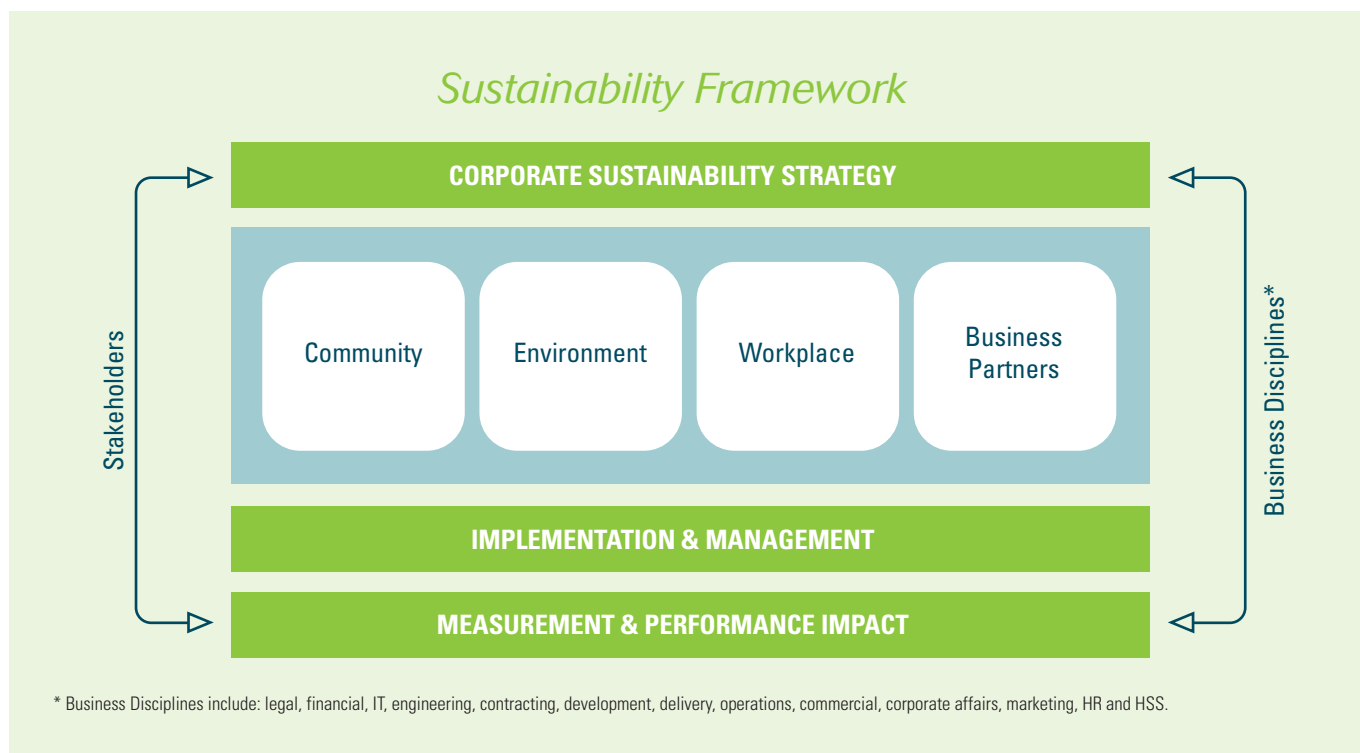 Sustainability Framework
CORPORATE SUSTAINABILITY STRATEGY
Stakeholders
Community
Environment
Workplace
Business
Partners
Business Disciplines*
IMPLEMENTATION & MANAGEMENT
MEASUREMENT & PERFORMANCE IMPACT
* Business Disciplines include: legal, financial, IT, engineering, contracting, development, delivery, operations, commercial, corporate affairs, marketing, HR and HSS.